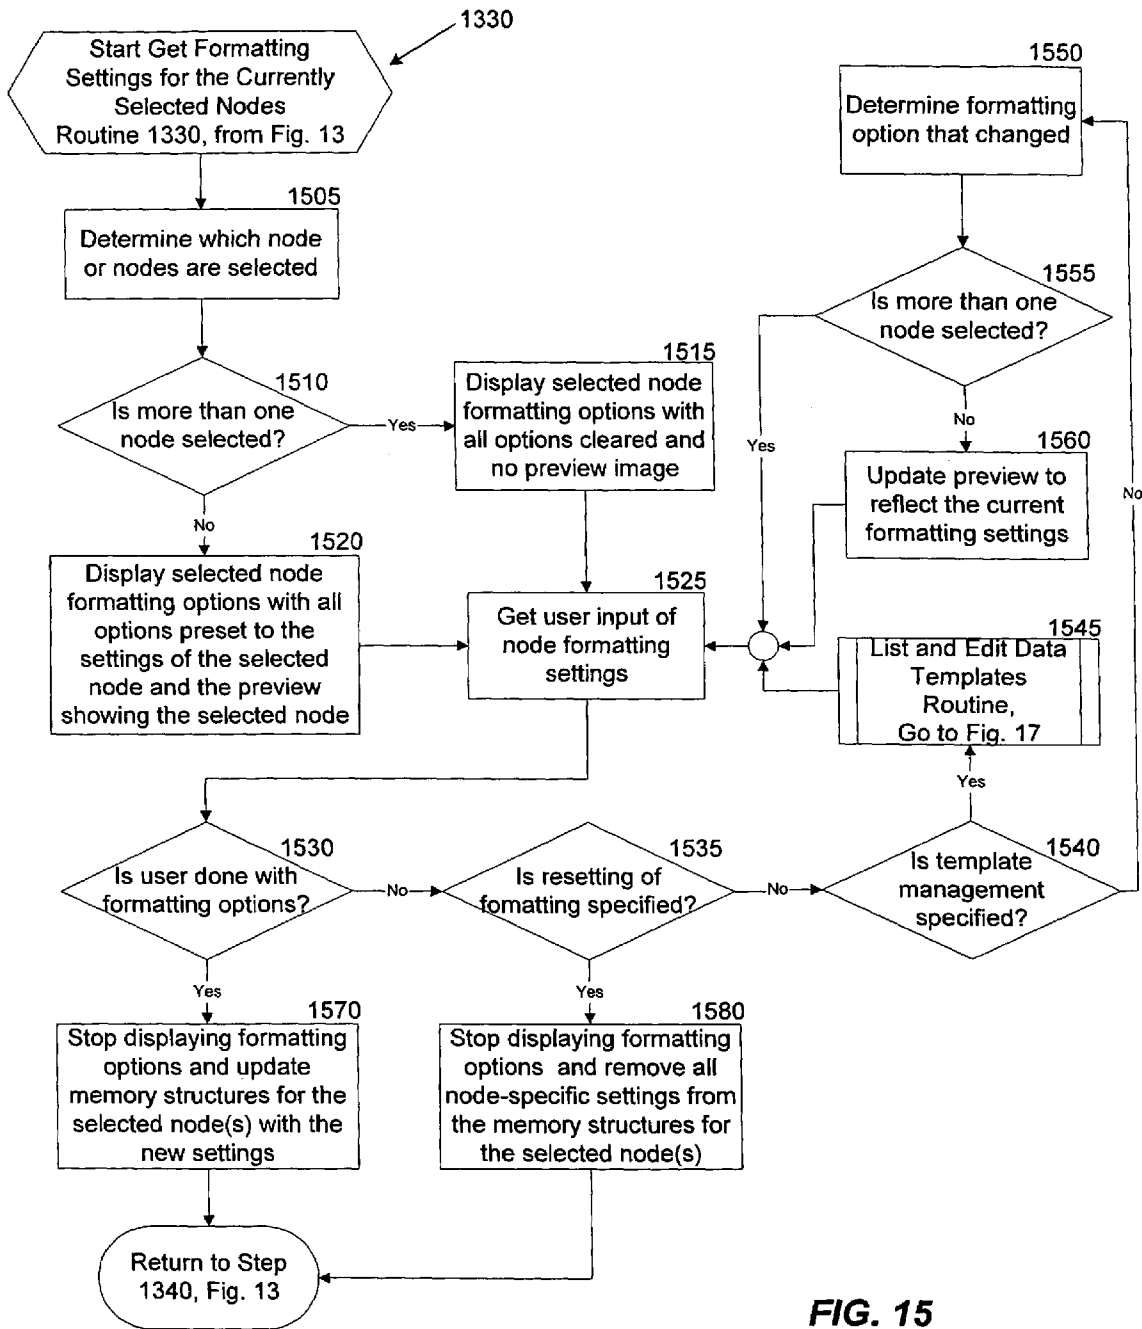 1330
Start Get Formatting
Settings for the Currently
Selected Nodes
Routine 1330, from Fig. 13
1505
Determine which node
or nodes are selected
1510
Is more than one
node selected?
Yes
No
1515
Display selected node
formatting options with
all options cleared and
no preview image
1520
Display selected node
formatting options with all
options preset to the
settings of the selected
node and the preview
showing the selected node
1525
Get user input of
node formatting
settings
1530
Is user done with
formatting options?
No
Yes
1535
Is resetting of
fomatting specified?
No
Yes
1540
Is template
management
specified?
Yes
No
1545
List and Edit Data
Templates
Routine,
Go to Fig. 17
1550
Determine formatting
option that changed
1555
Is more than one
node selected?
Yes
No
1560
Update preview to
reflect the current
formatting settings
1570
Stop displaying formatting
options and update
memory structures for the
selected node(s) with the
new settings
1580
Stop displaying formatting
options and remove all
node-specific settings from
the memory structures for
the selected node(s)
Return to Step
1340, Fig. 13
FIG. 15